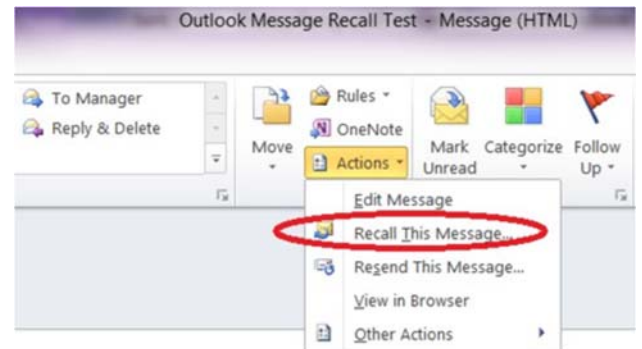 Outlook Message Recall Test - Message (HTML)
To Manager
Reply & Delete
Move
Rules
OneNote
Actions
Mark Unread
Categorize
Follow Up
Edit Message
Recall This Message...
Resend This Message...
View in Browser
Other Actions